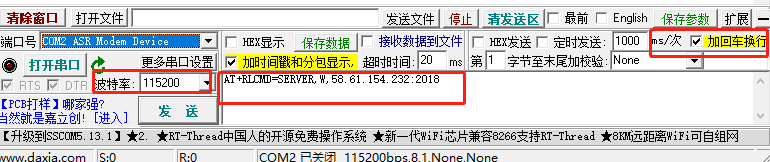 清除窗口 打开文件 发送文件 停止 清发送区 最前 English 保存参数 扩展 —
端口号 COM2 ASR Modem Device HEX显示 保存数据 接收数据到文件 HEX发送 定时发送: 1000 ms/次 加回车换行
打开串口 更多串口设置 加时间戳和分包显示, 超时时间: 20 ms 第 1 字节至末尾加校验: None
RTS DTR 波特率: 115200 AT+RLCMD=SERVER,W,58.61.154.232:2018
【PCB打样】哪家强?
当然就是嘉立创! [进入] 发 送
【升级到SSCOM5.13.1】★2. ★RT-Thread中国人的开源免费操作系统 ★新一代WiFi芯片兼容8266支持RT-Thread ★8KM远距离WiFi可自组网
www.daxia.com S:0 R:0 COM2 已关闭 115200bps,8,1,None,None